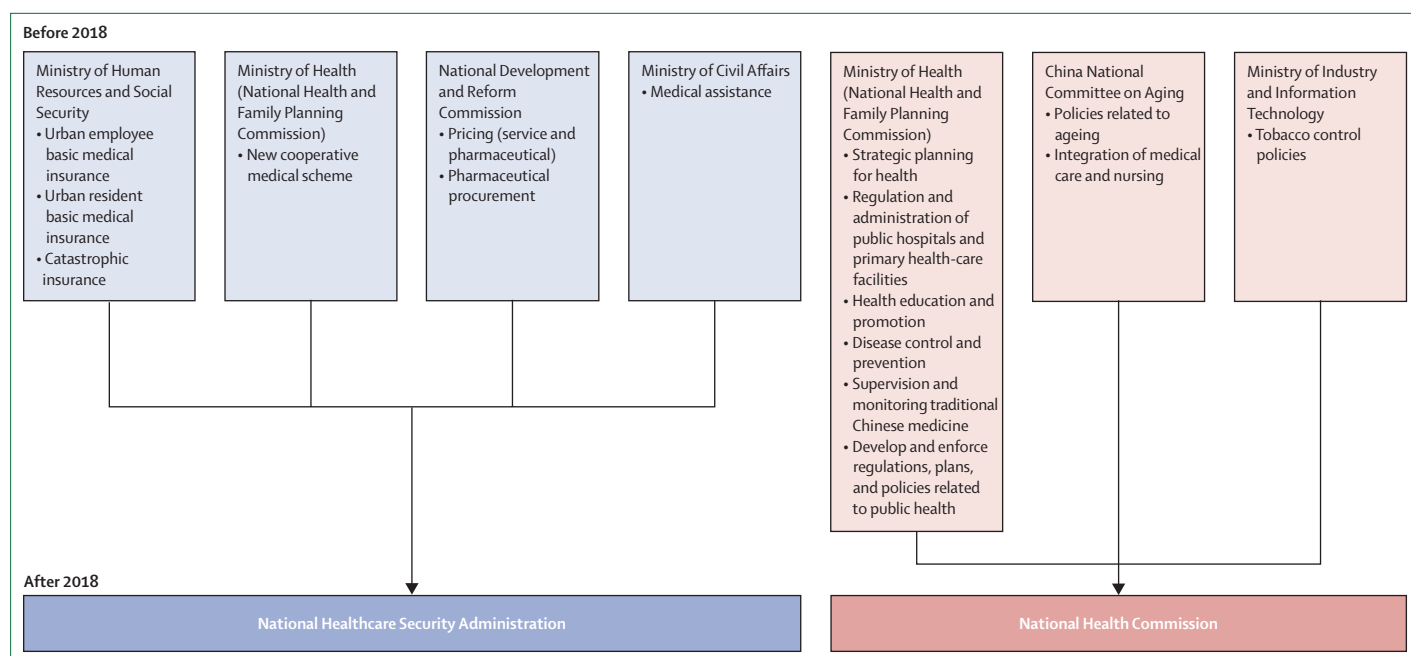 Before 2018
Ministry of Human
Resources and Social
Security
• Urban employee
basic medical
insurance
• Urban resident
basic medical
insurance
• Catastrophic
insurance
Ministry of Health
(National Health and
Family Planning
Commission)
• New cooperative
medical scheme
National Development
and Reform
Commission
• Pricing (service and
pharmaceutical)
• Pharmaceutical
procurement
Ministry of Civil Affairs
• Medical assistance
Ministry of Health
(National Health and
Family Planning
Commission)
• Strategic planning
for health
• Regulation and
administration of
public hospitals and
primary health-care
facilities
• Health education and
promotion
• Disease control and
prevention
• Supervision and
monitoring traditional
Chinese medicine
• Develop and enforce
regulations, plans,
and policies related
to public health
China National
Committee on Aging
• Policies related to
ageing
• Integration of medical
care and nursing
Ministry of Industry
and Information
Technology
• Tobacco control
policies
After 2018
National Healthcare Security Administration
National Health Commission